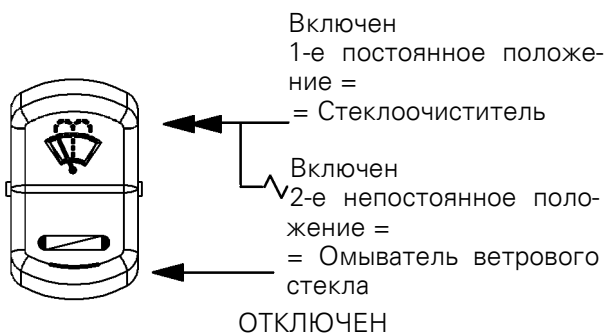 Включен
1-е постоянное положе-
ние =
= Стеклоочиститель
Включен
2-е непостоянное поло-
жение =
= Омыватель ветрового
стекла
ОТКЛЮЧЕН